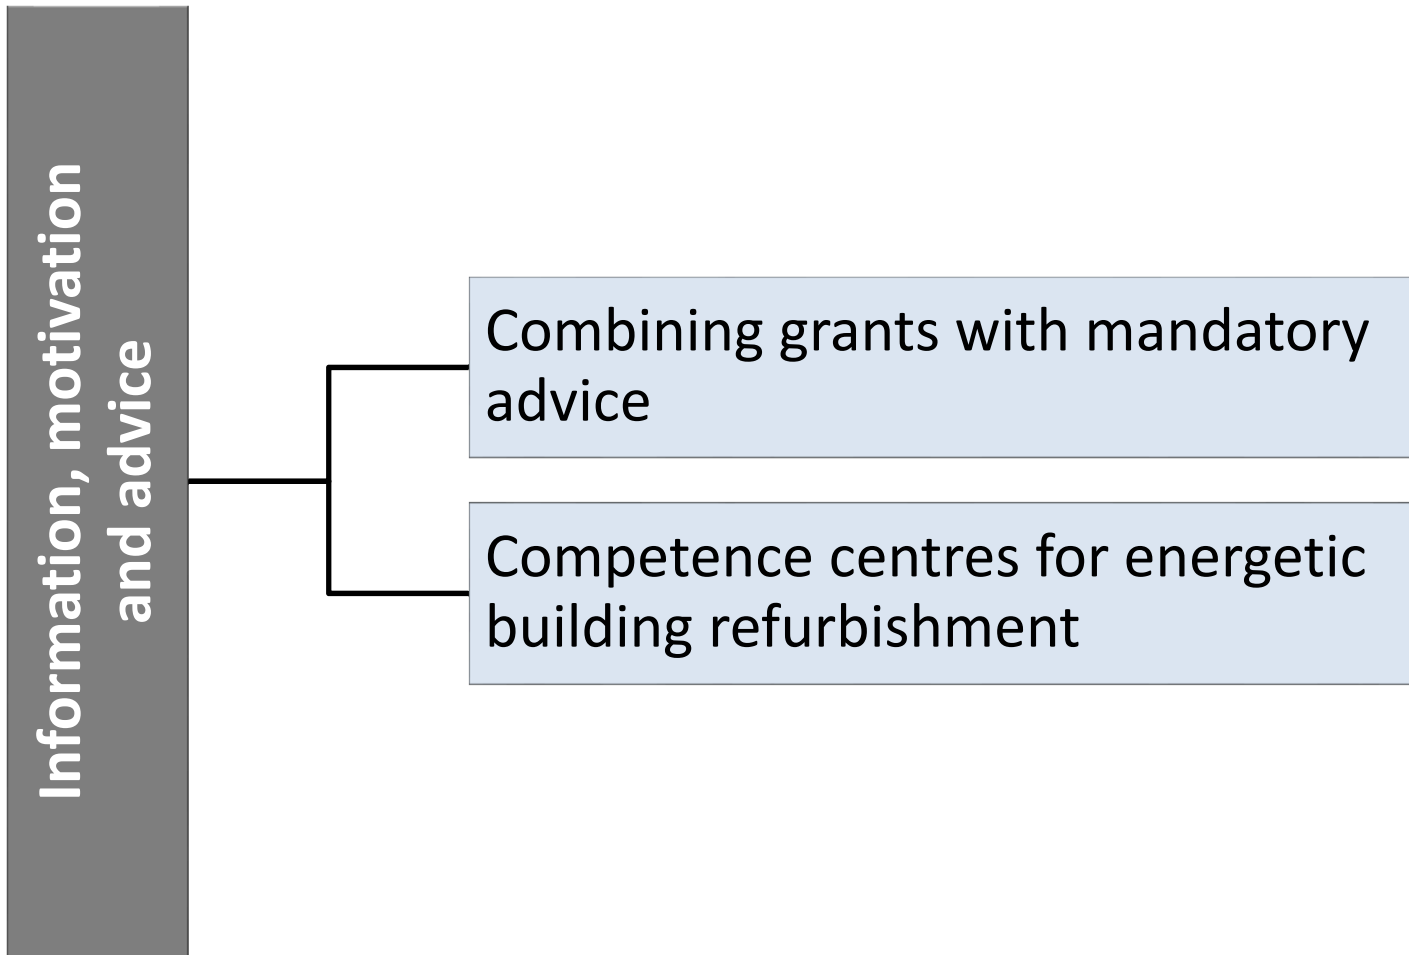 Information, motivation
and advice
Combining grants with mandatory
advice
Competence centres for energetic
building refurbishment